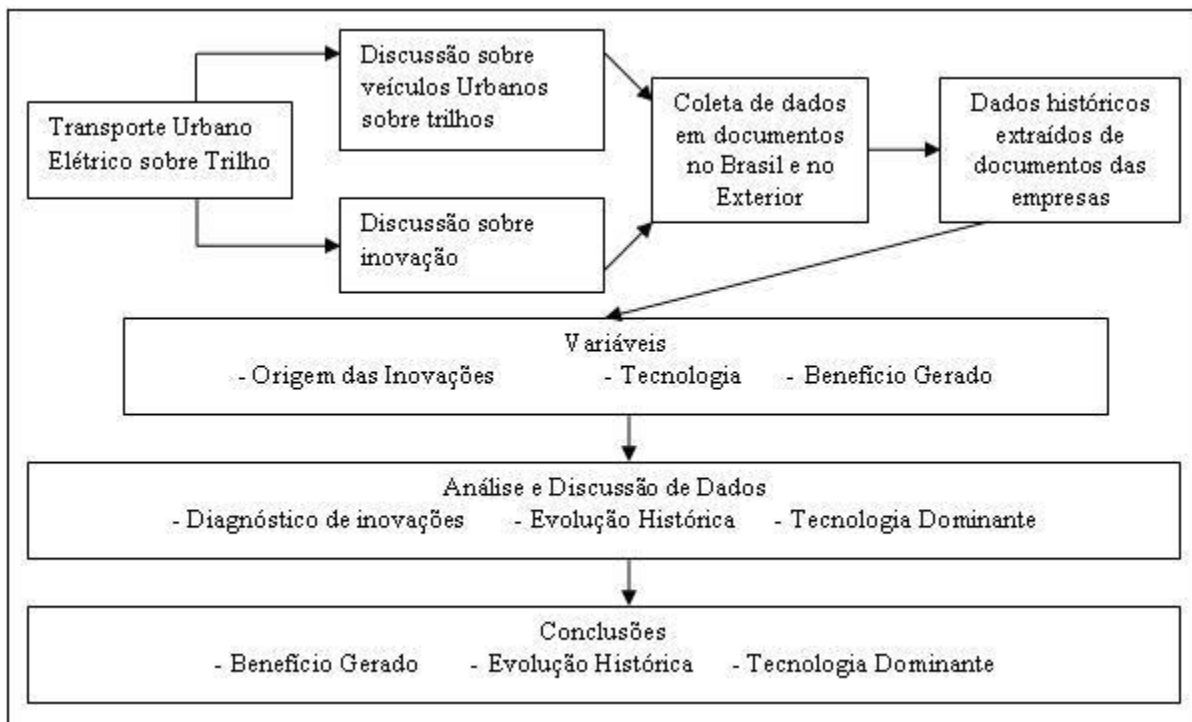 Transporte Urbano
Elétrico sobre Trilho
Discussão sobre
veículos Urbanos
sobre trilhos
Discussão sobre
inovação
Coleta de dados
em documentos
no Brasil e no
Exterior
Dados históricos
extraídos de
documentos das
empresas
Variáveis
- Origem das Inovações - Tecnologia - Benefício Gerado
Análise e Discussão de Dados
- Diagnóstico de inovações - Evolução Histórica - Tecnologia Dominante
Conclusões
- Benefício Gerado - Evolução Histórica - Tecnologia Dominante